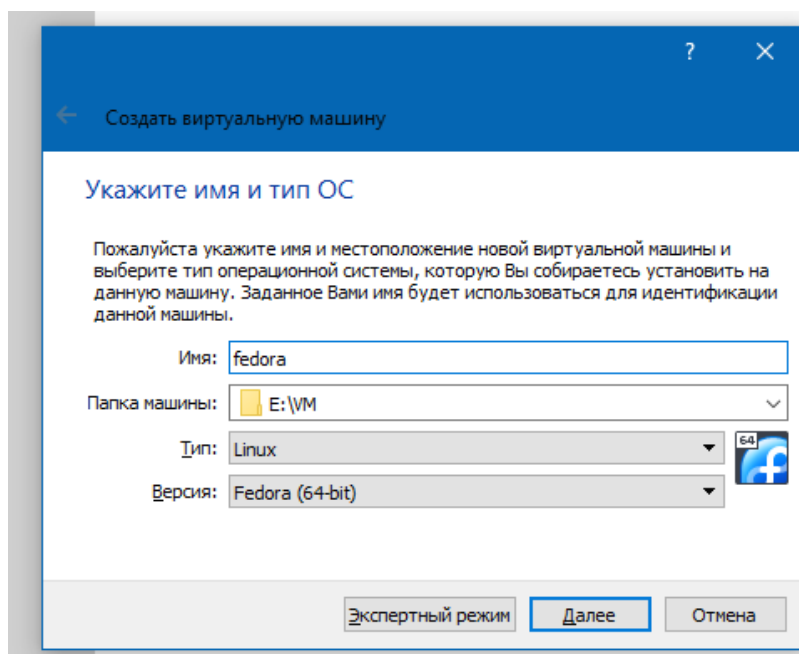 ?
Создать виртуальную машину
Укажите имя и тип ОС
Пожалуйста укажите имя и местоположение новой виртуальной машины и
выберите тип операционной системы, которую Вы собираетесь установить на
данную машину. Заданное Вами имя будет использоваться для идентификации
данной машины.
Имя: fedora
Папка машины: E:\VM
Тип: Linux
64
Версия: Fedora (64-bit)
Экспертный режим Далее Отмена